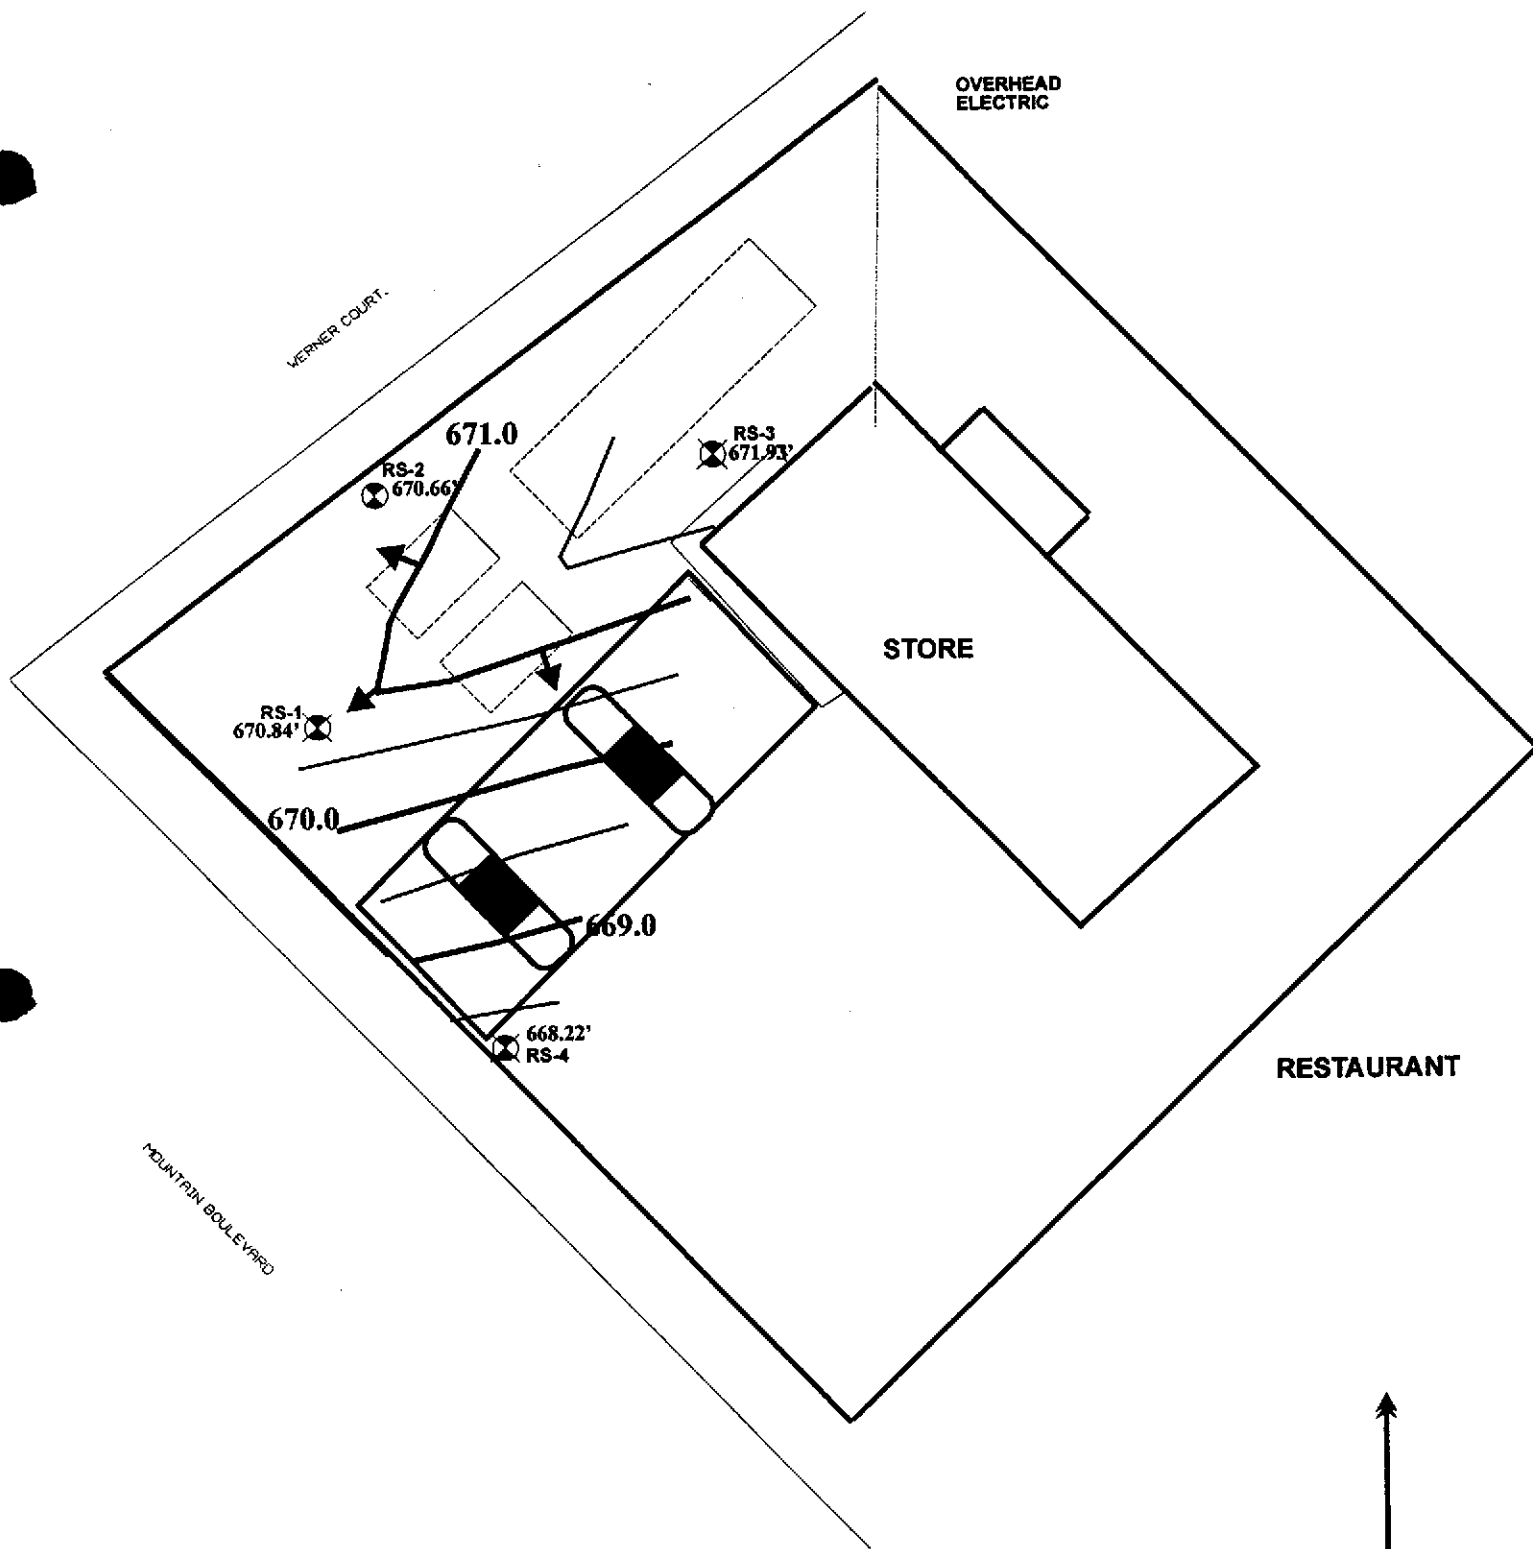 OVERHEAD
ELECTRIC
WERNER COURT.
671.0
RS-3
671.93'
RS-2
670.66'
STORE
RS-1
670.84'
670.0
669.0
668.22'
RS-4
RESTAURANT
MOUNTAIN BOULEVARD